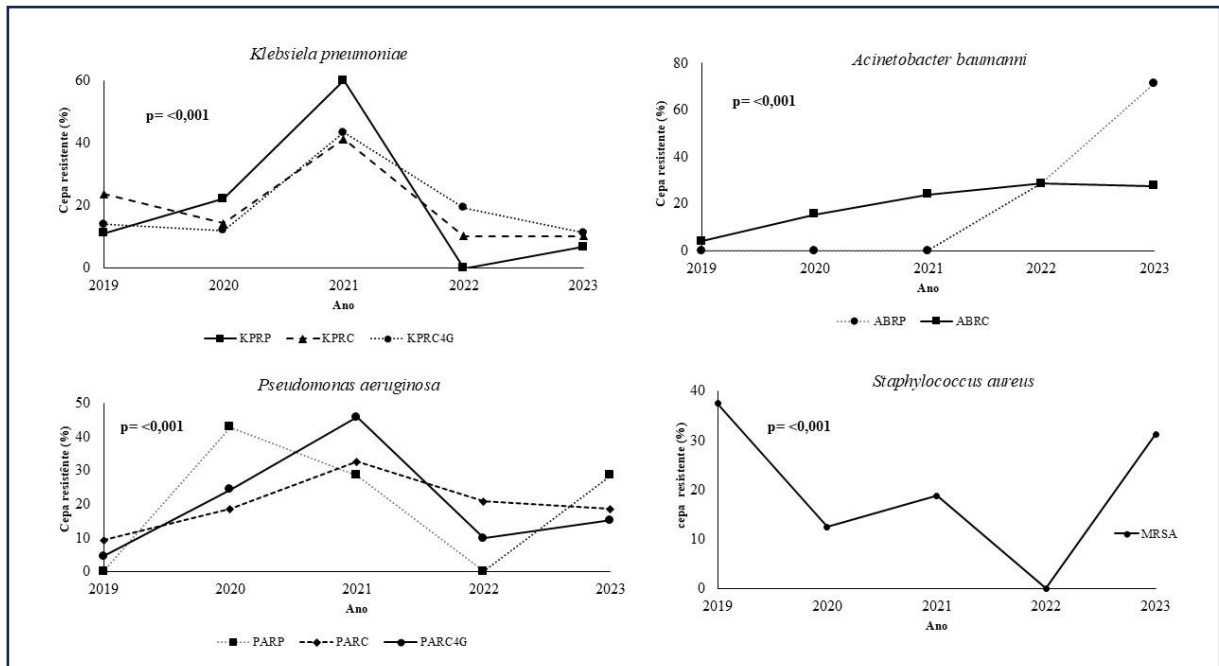 Klebsiela pneumoniae
p= <0,001
Cepa resistente (%)
60
40
20
0
2019 2020 2021 2022 2023
Ano
KPRP KPRC KPRC4G
Acinetobacter baumanni
p= <0,001
Cepa resistente (%)
80
60
40
20
0
2019 2020 2021 2022 2023
Ano
ABRP ABRC
Pseudomonas aeruginosa
p= <0,001
Cepa resistênte (%)
50
40
30
20
10
0
2019 2020 2021 2022 2023
Ano
PARP PARC PARC4G
Staphylococcus aureus
p= <0,001
cepa resistente (%)
40
30
20
10
0
2019 2020 2021 2022 2023
Ano
MRSA